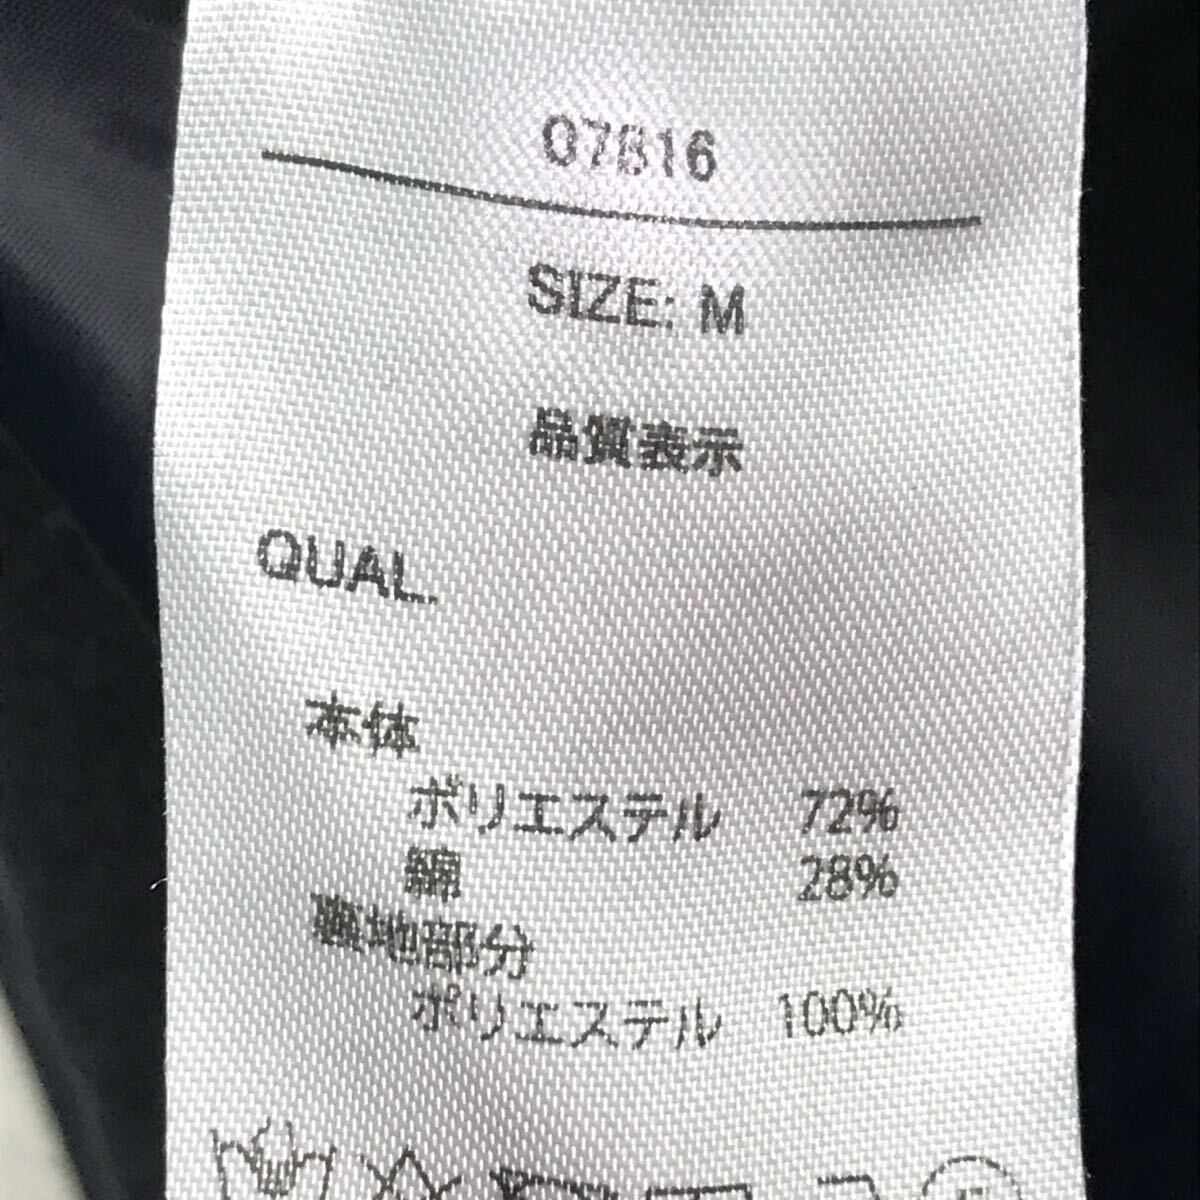 07816
SIZE: M
品質表示
QUAL.
本体
ポリエステル 72%
綿 28%
裏地部分
ポリエステル 100%